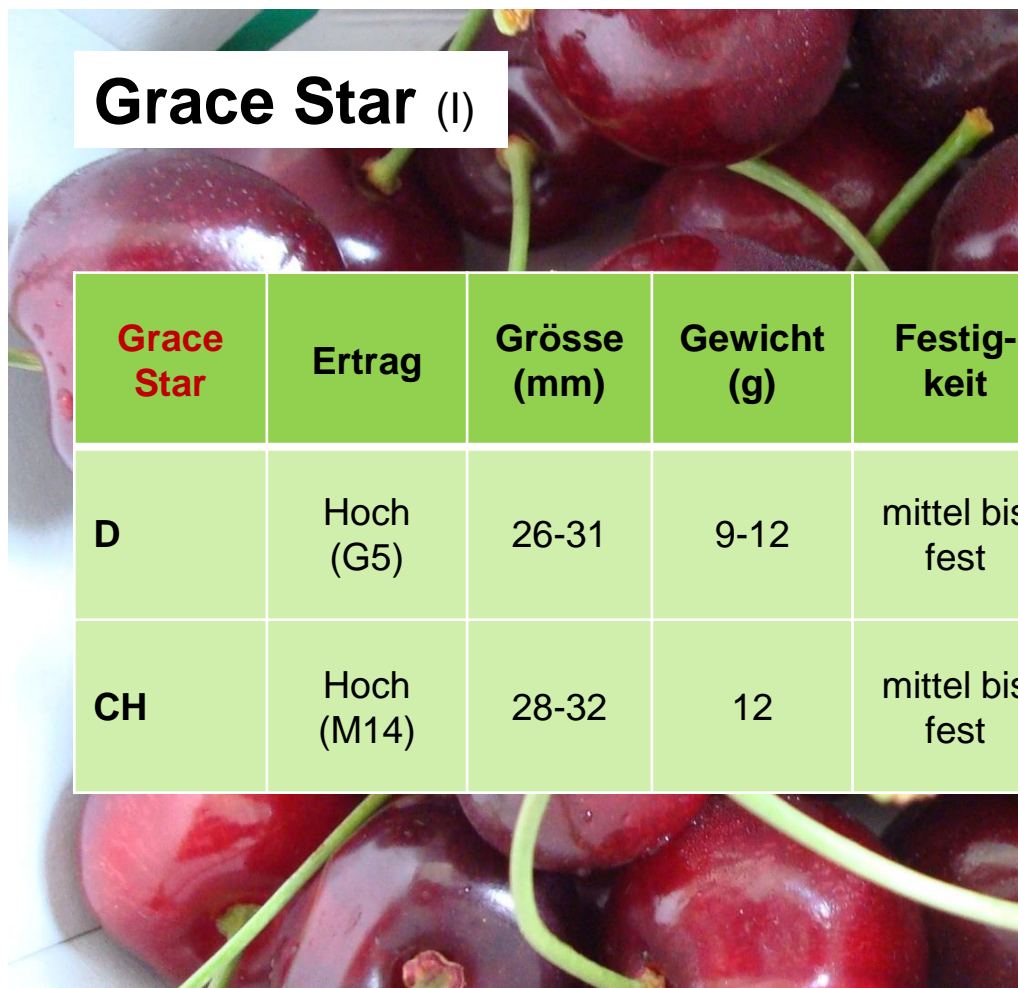 Grace Star (I)
Grace Star Ertrag Grösse (mm) Gewicht (g) Festig-keit
D Hoch (G5) 26-31 9-12 mittel bis fest
CH Hoch (M14) 28-32 12 mittel bis fest